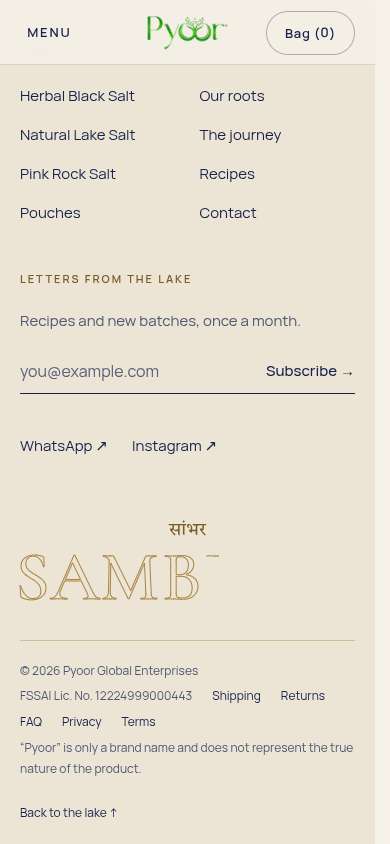 MENU
Pyoor™
Bag (0)
Herbal Black Salt
Our roots
Natural Lake Salt
The journey
Pink Rock Salt
Recipes
Pouches
Contact
LETTERS FROM THE LAKE
Recipes and new batches, once a month.
you@example.com
Subscribe →
WhatsApp ↗ Instagram ↗
सांभर
SAMB™
© 2026 Pyoor Global Enterprises
FSSAI Lic. No. 12224999000443 Shipping Returns
FAQ Privacy Terms
“Pyoor” is only a brand name and does not represent the true
nature of the product.
Back to the lake ↑